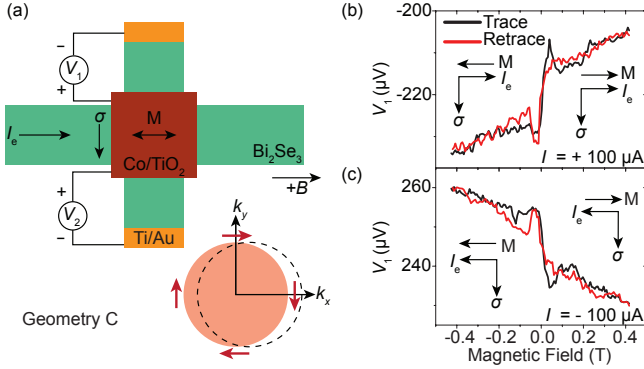 (a)
−
V₁
+
Iₑ
σ
M
Co/TiO₂
Bi₂Se₃
+B
+
V₂
−
Ti/Au
k_y
k_x
Geometry C
(b)
-200
-220
V₁ (μV)
Trace
Retrace
M
Iₑ
σ
M
Iₑ
σ
I = + 100 μA
(c)
260
240
V₁ (μV)
M
Iₑ
σ
M
Iₑ
σ
I = - 100 μA
-0.4 -0.2 0.0 0.2 0.4
Magnetic Field (T)